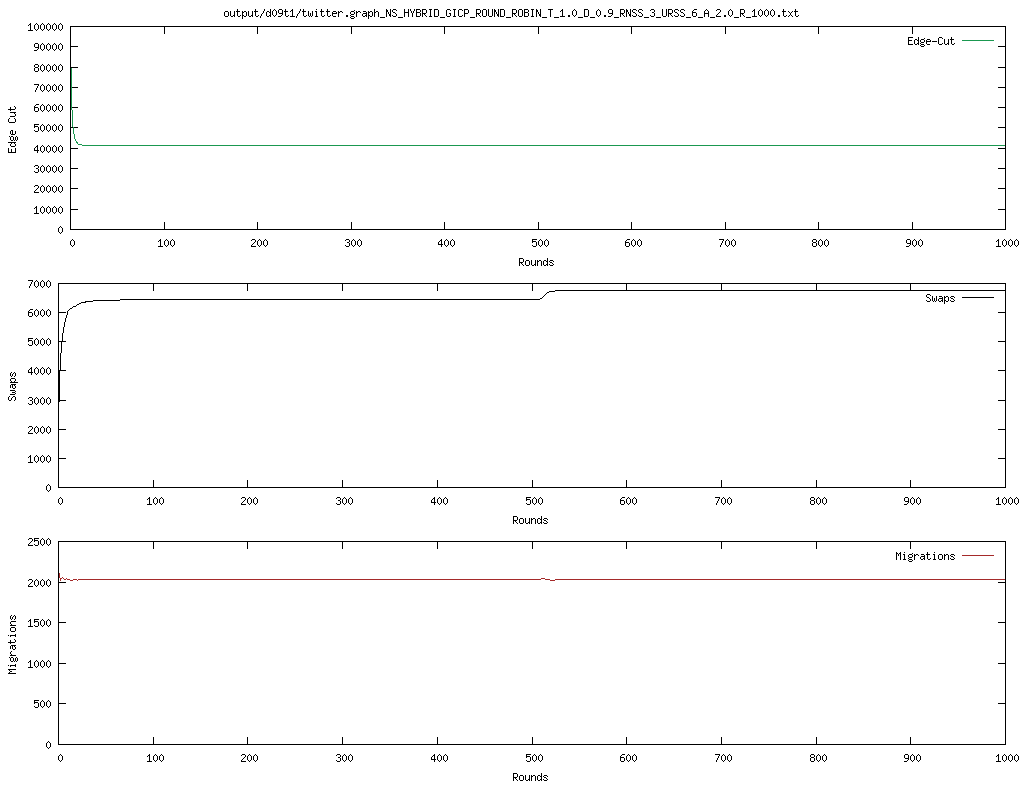 output/d09t1/twitter.graph_NS_HYBRID_GICP_ROUND_ROBIN_T_1.0_D_0.9_RNSS_3_URSS_6_A_2.0_R_1000.txt
Edge-Cut
100000
90000
80000
70000
60000
50000
40000
30000
20000
10000
0
Edge Cut
0 100 200 300 400 500 600 700 800 900 1000
Rounds
Swaps
7000
6000
5000
4000
3000
2000
1000
0
Swaps
0 100 200 300 400 500 600 700 800 900 1000
Rounds
Migrations
2500
2000
1500
1000
500
0
Migrations
0 100 200 300 400 500 600 700 800 900 1000
Rounds